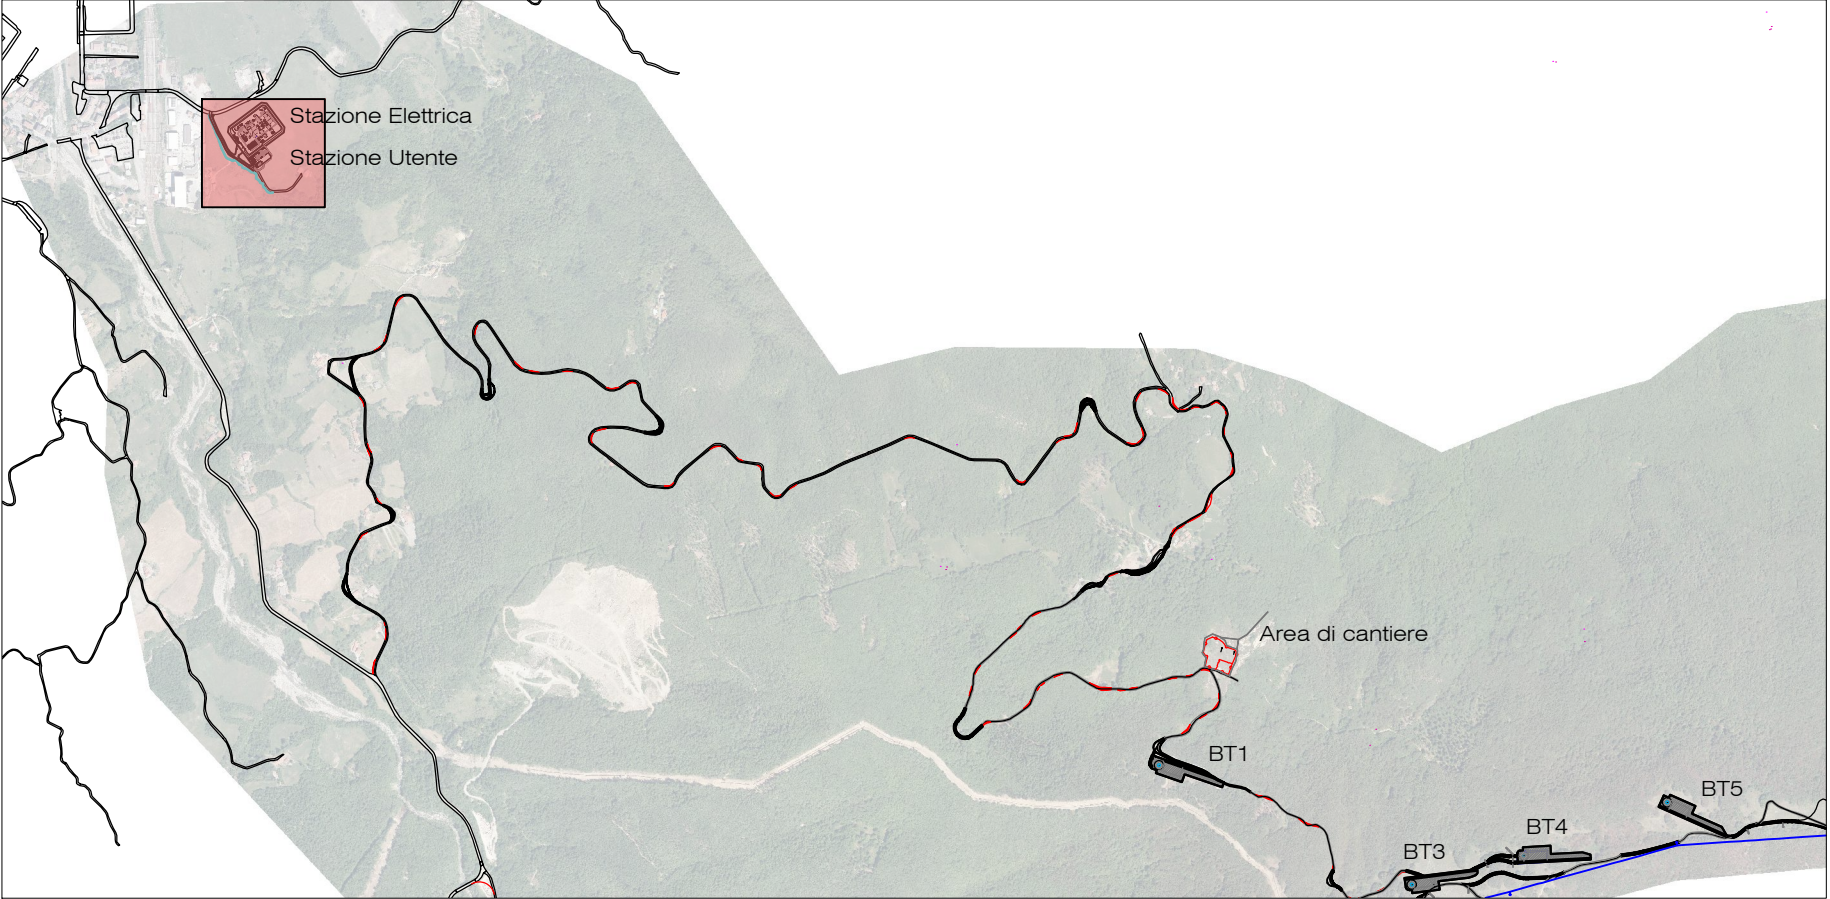 Stazione Elettrica
Stazione Utente
Area di cantiere
BT1
BT5
BT4
BT3